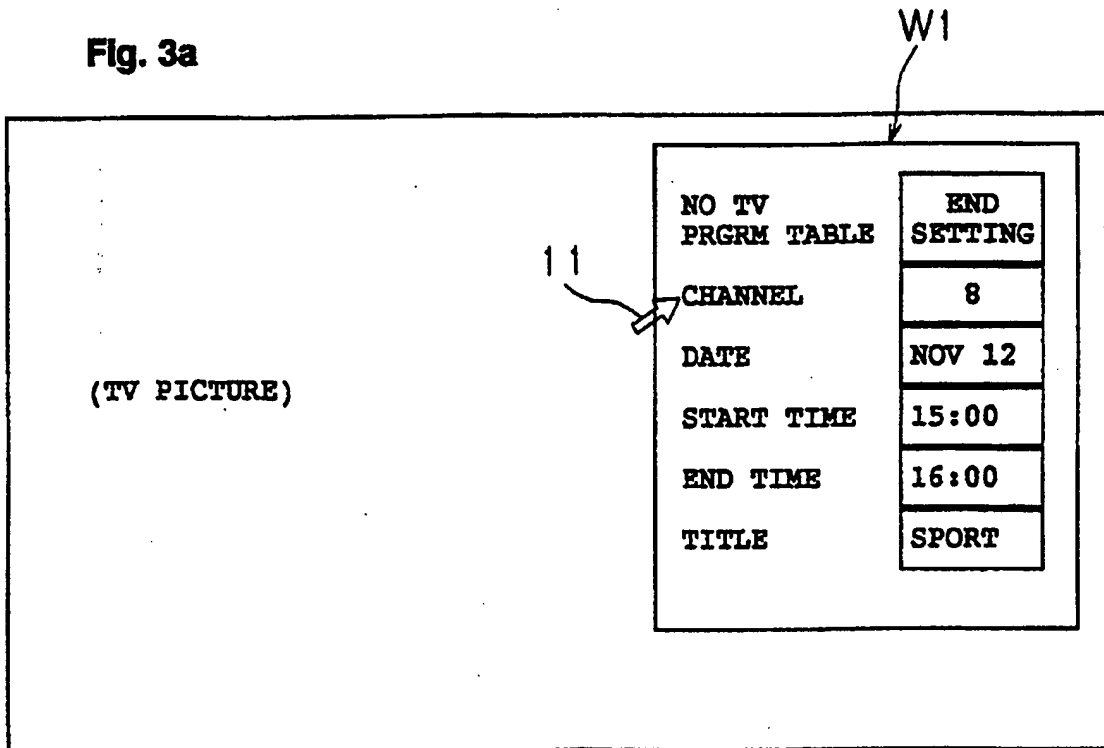 Fig. 3a
W1
NO TV
PRGRM TABLE
END
SETTING
11
CHANNEL 8
DATE NOV 12
(TV PICTURE)
START TIME 15:00
END TIME 16:00
TITLE SPORT